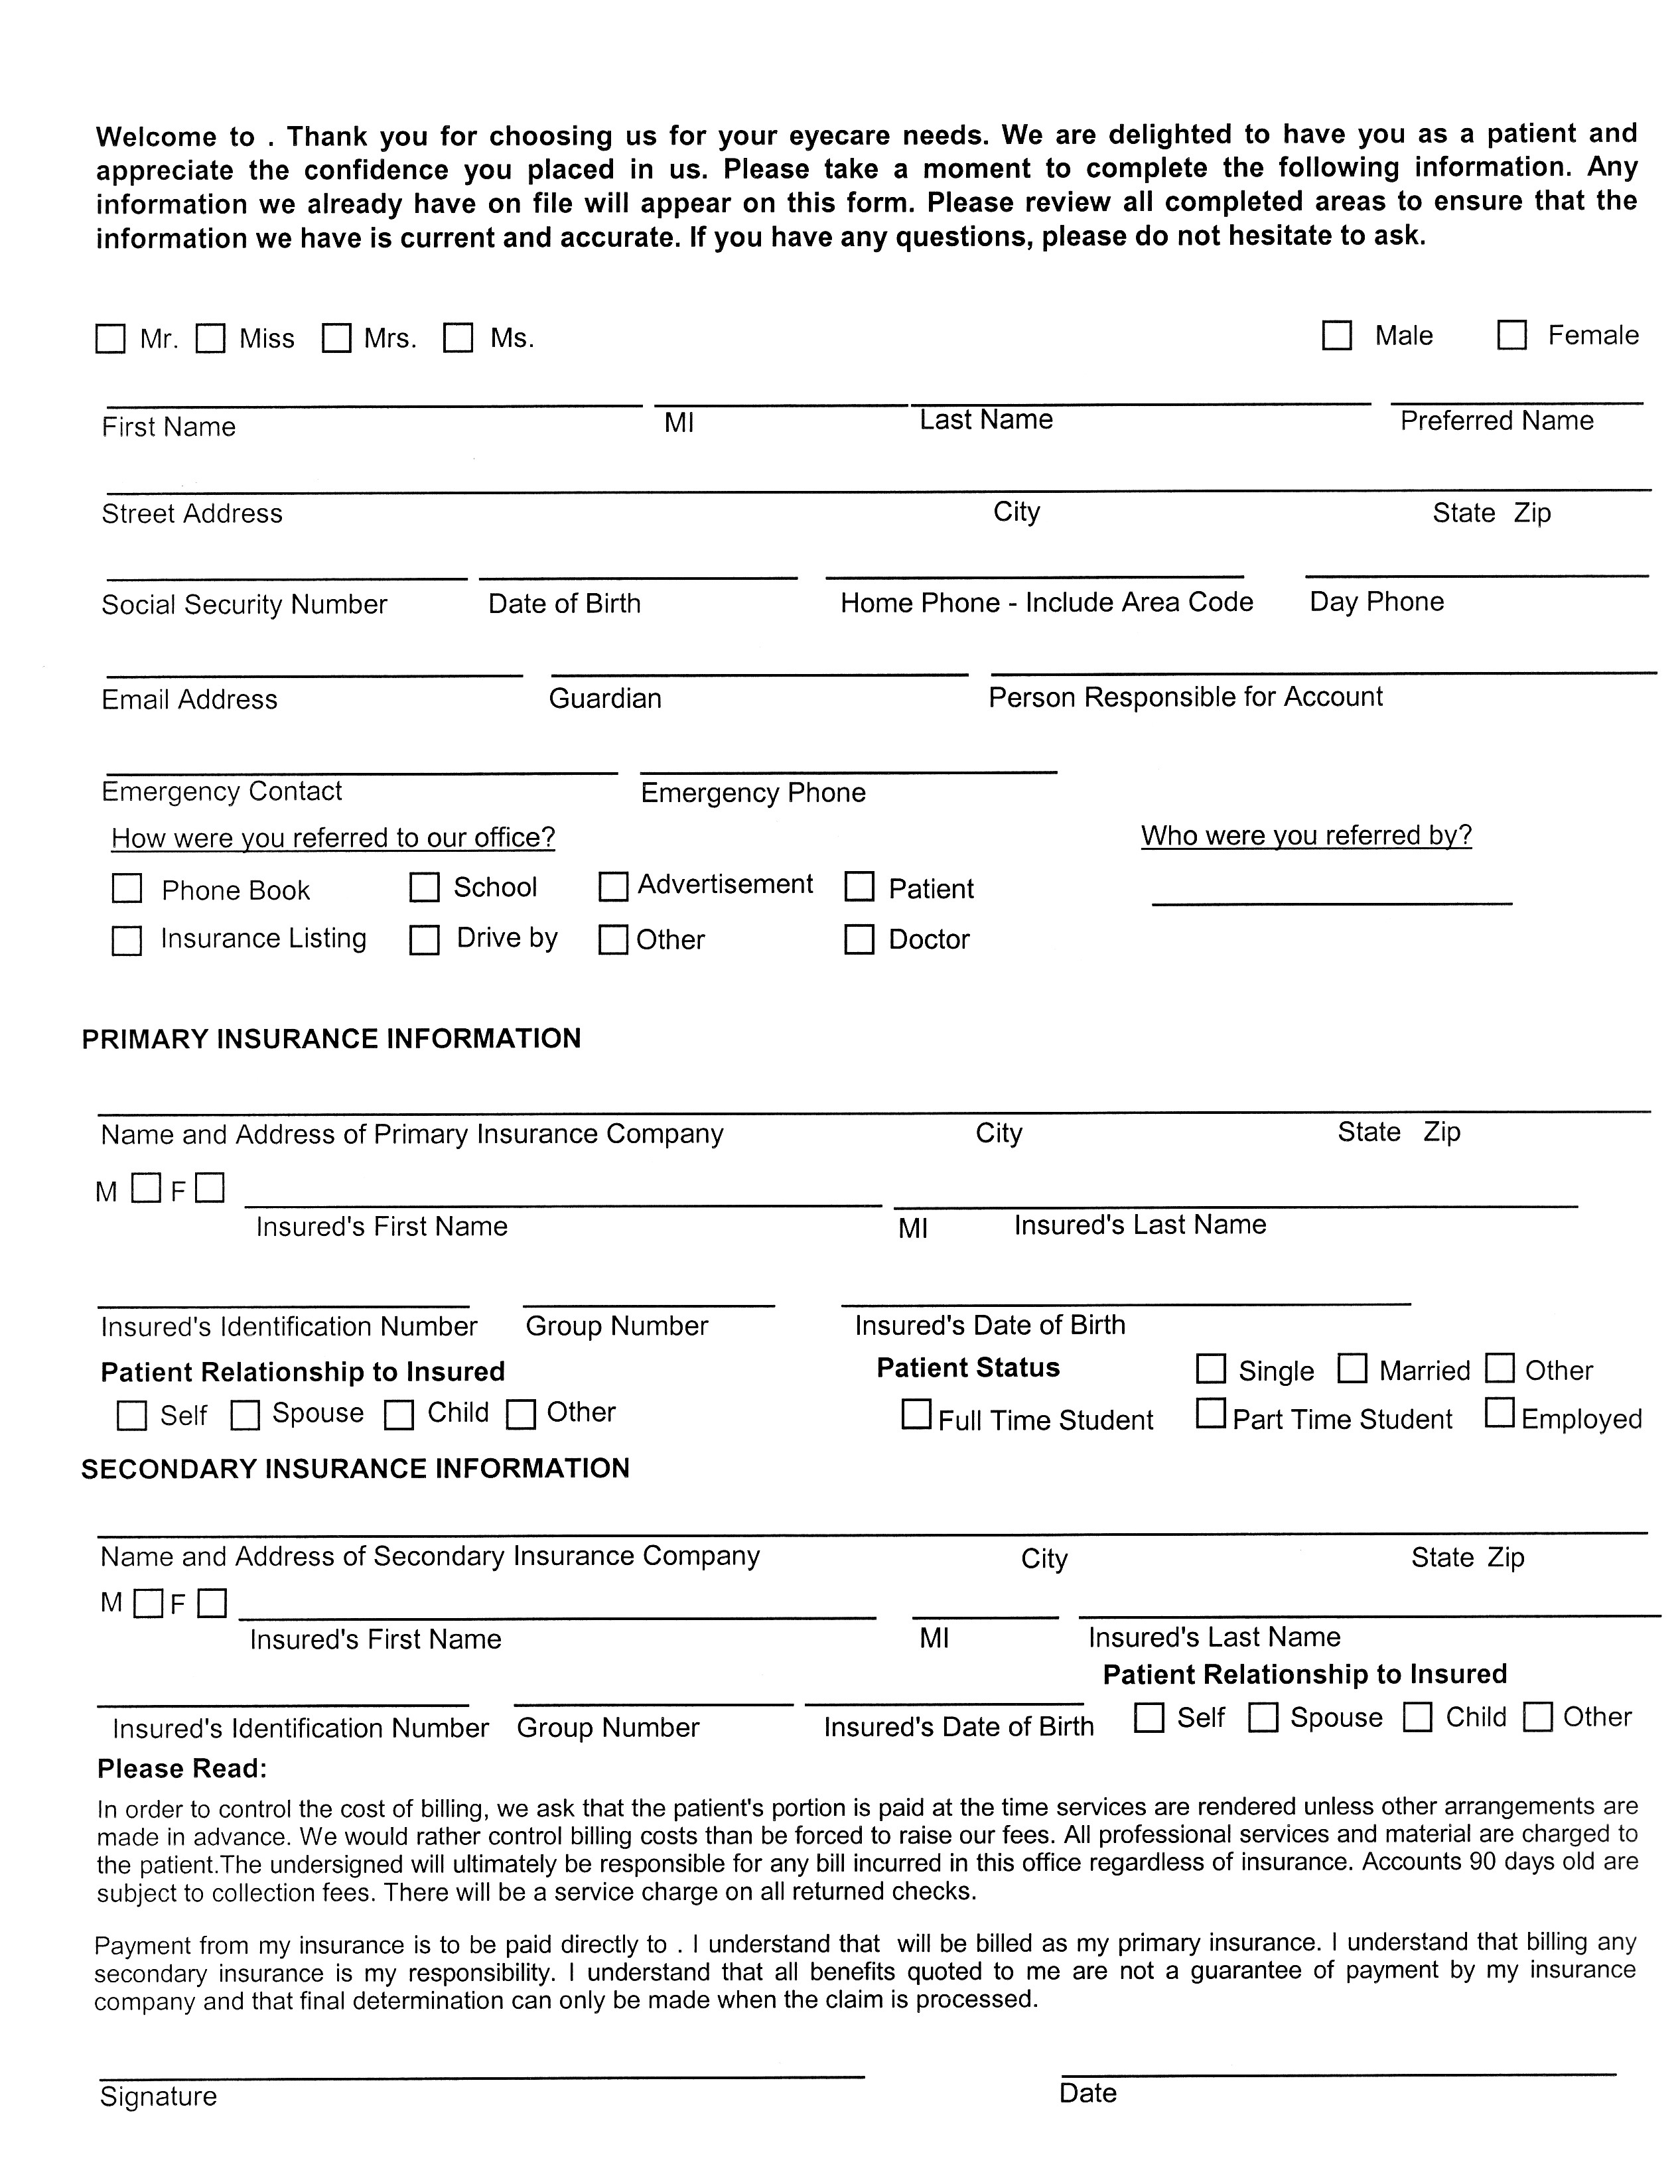 Welcome to . Thank you for choosing us for your eyecare needs. We are delighted to have you as a patient and
appreciate the confidence you placed in us. Please take a moment to complete the following information. Any
information we already have on file will appear on this form. Please review all completed areas to ensure that the
information we have is current and accurate. If you have any questions, please do not hesitate to ask.
Mr. Miss Mrs. Ms. Male Female
First Name MI Last Name Preferred Name
Street Address City State Zip
Social Security Number Date of Birth Home Phone - Include Area Code Day Phone
Email Address Guardian Person Responsible for Account
Emergency Contact Emergency Phone
How were you referred to our office? Who were you referred by?
Phone Book School Advertisement Patient
Insurance Listing Drive by Other Doctor
PRIMARY INSURANCE INFORMATION
Name and Address of Primary Insurance Company City State Zip
M F
Insured's First Name MI Insured's Last Name
Insured's Identification Number Group Number Insured's Date of Birth
Patient Relationship to Insured Patient Status Single Married Other
Self Spouse Child Other Full Time Student Part Time Student Employed
SECONDARY INSURANCE INFORMATION
Name and Address of Secondary Insurance Company City State Zip
M F
Insured's First Name MI Insured's Last Name
Patient Relationship to Insured
Insured's Identification Number Group Number Insured's Date of Birth Self Spouse Child Other
Please Read:
In order to control the cost of billing, we ask that the patient's portion is paid at the time services are rendered unless other arrangements are
made in advance. We would rather control billing costs than be forced to raise our fees. All professional services and material are charged to
the patient.The undersigned will ultimately be responsible for any bill incurred in this office regardless of insurance. Accounts 90 days old are
subject to collection fees. There will be a service charge on all returned checks.
Payment from my insurance is to be paid directly to . I understand that will be billed as my primary insurance. I understand that billing any
secondary insurance is my responsibility. I understand that all benefits quoted to me are not a guarantee of payment by my insurance
company and that final determination can only be made when the claim is processed.
Signature Date